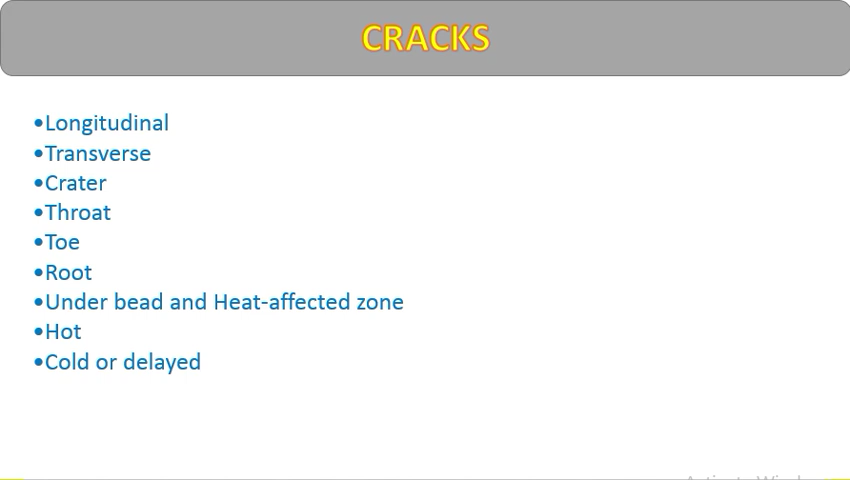 CRACKS
•Longitudinal
•Transverse
•Crater
•Throat
•Toe
•Root
•Under bead and Heat-affected zone
•Hot
•Cold or delayed